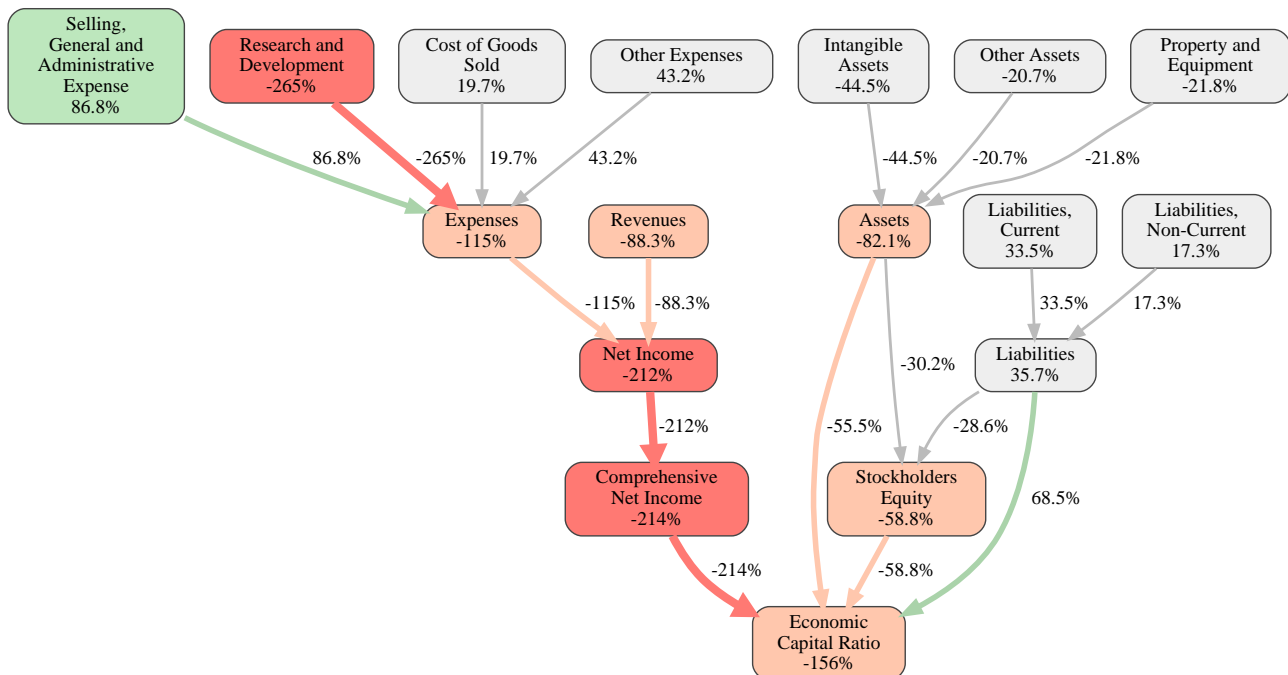 Selling,
General and
Administrative
Expense
86.8%
Research and
Development
-265%
Cost of Goods
Sold
19.7%
Other Expenses
43.2%
Intangible
Assets
-44.5%
Other Assets
-20.7%
Property and
Equipment
-21.8%
86.8%
-265%
19.7%
43.2%
-44.5%
-20.7%
-21.8%
Expenses
-115%
Revenues
-88.3%
Assets
-82.1%
Liabilities,
Current
33.5%
Liabilities,
Non-Current
17.3%
-115%
-88.3%
33.5%
17.3%
Net Income
-212%
-30.2%
Liabilities
35.7%
-212%
-55.5%
-28.6%
Comprehensive
Net Income
-214%
Stockholders
Equity
-58.8%
68.5%
-214%
-58.8%
Economic
Capital Ratio
-156%